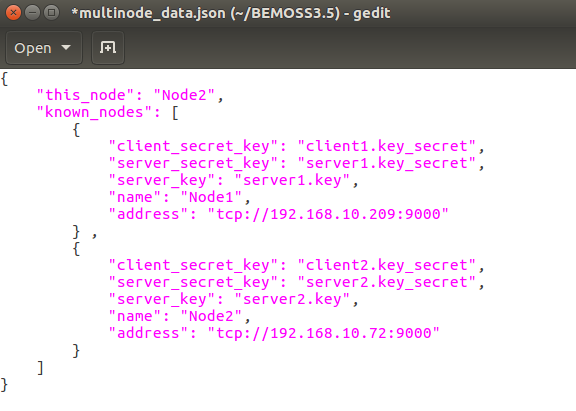 *multinode_data.json (~/BEMOSS3.5) - gedit
Open
{
    "this_node": "Node2",
    "known_nodes": [
        {
            "client_secret_key": "client1.key_secret",
            "server_secret_key": "server1.key_secret",
            "server_key": "server1.key",
            "name": "Node1",
            "address": "tcp://192.168.10.209:9000"
        } ,
        {
            "client_secret_key": "client2.key_secret",
            "server_secret_key": "server2.key_secret",
            "server_key": "server2.key",
            "name": "Node2",
            "address": "tcp://192.168.10.72:9000"
        }
    ]
}